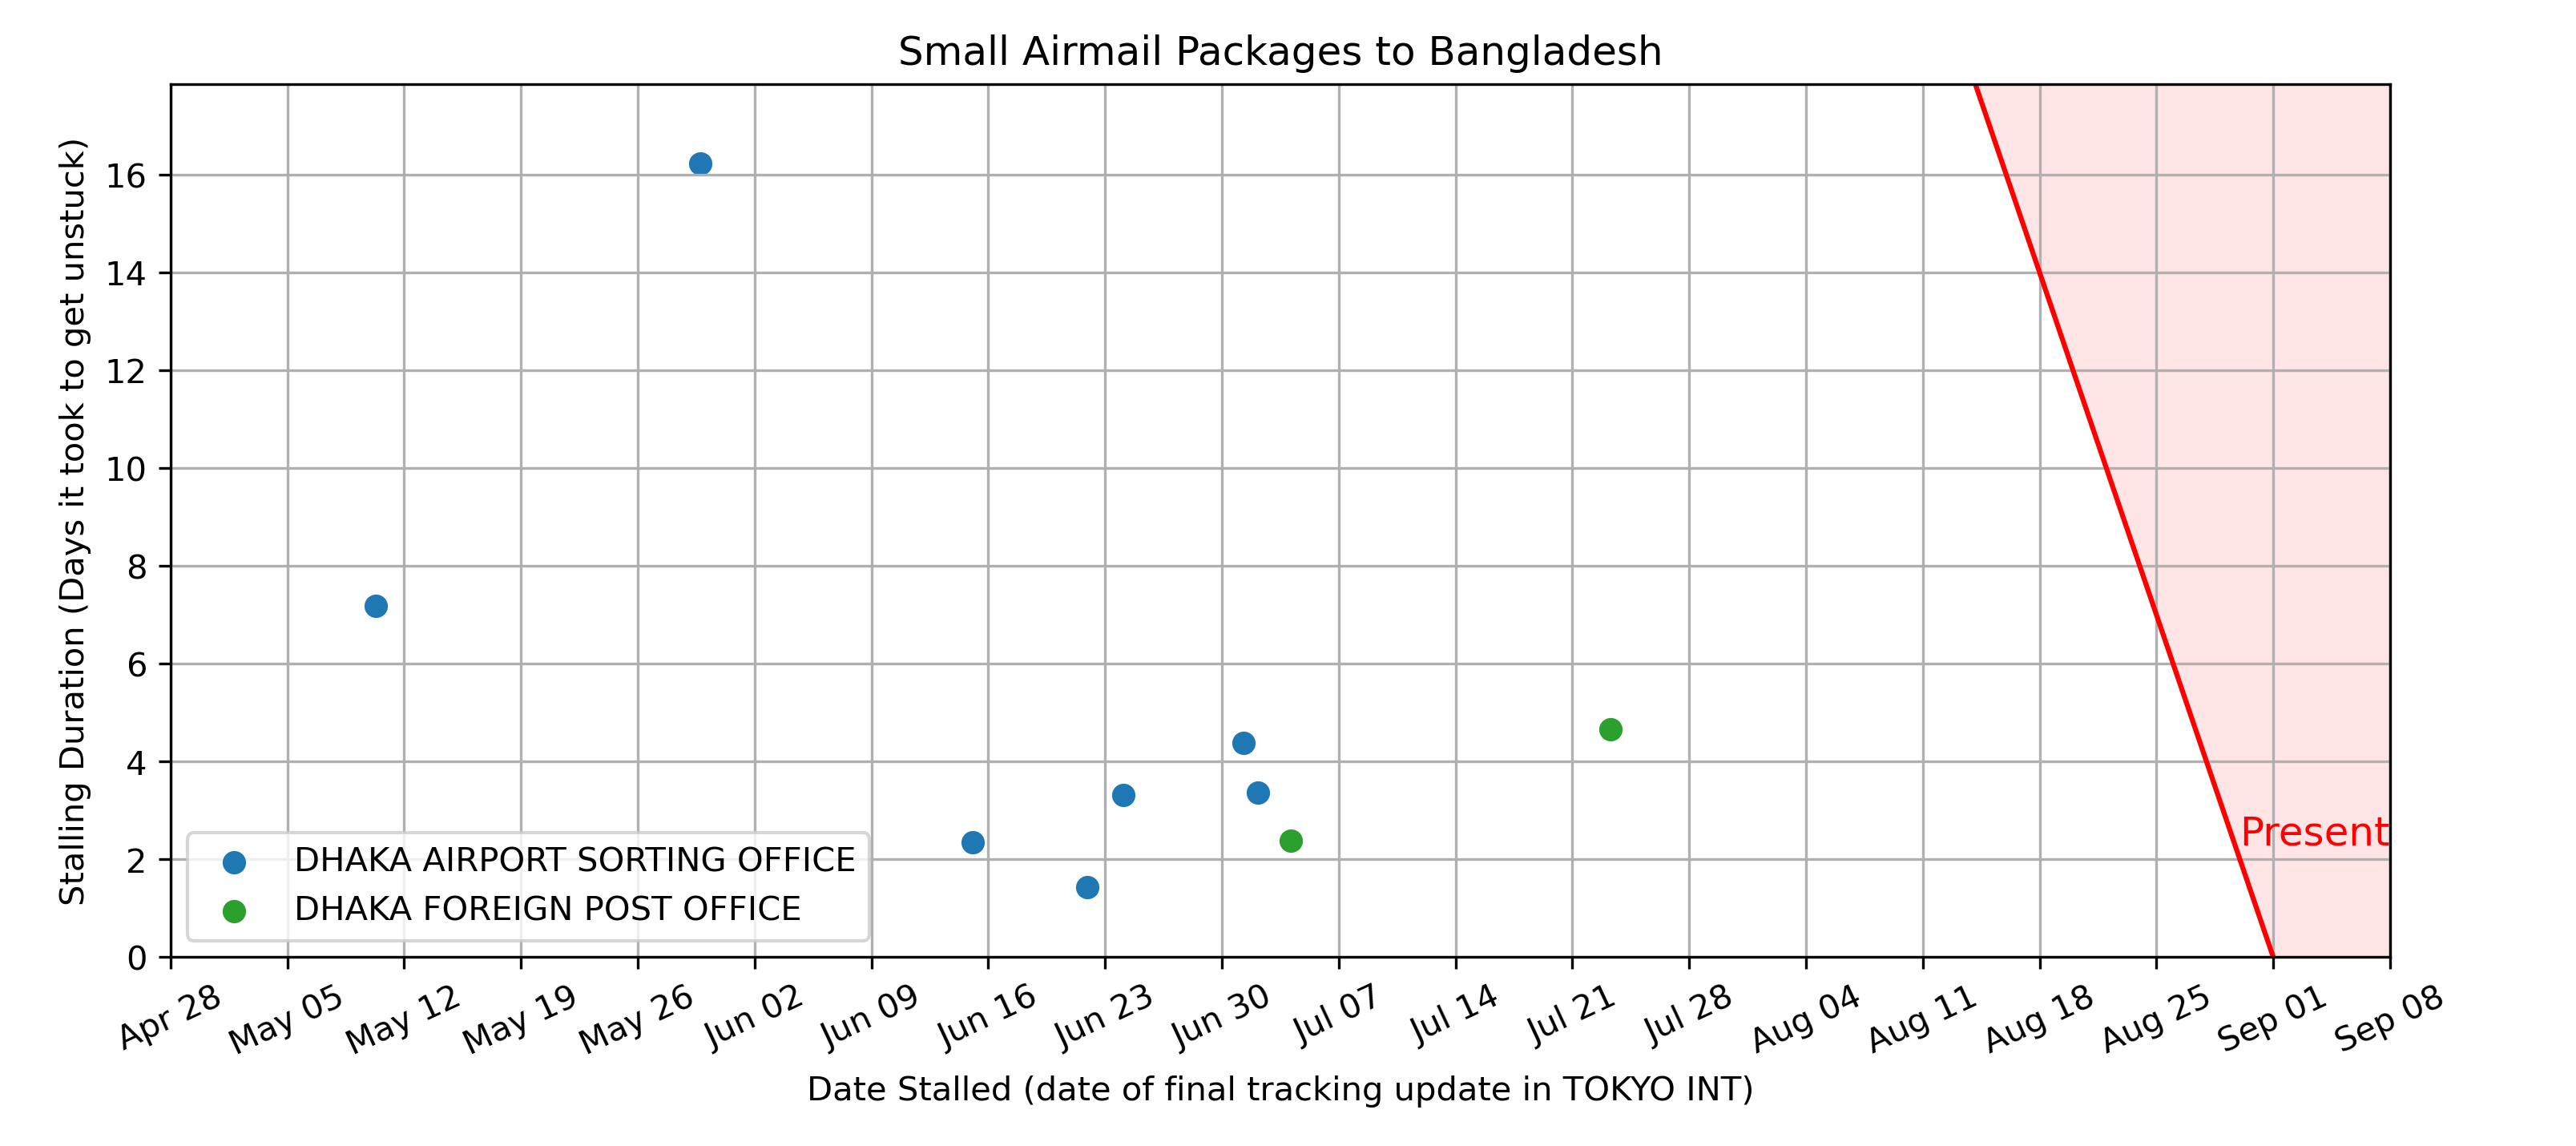 Small Airmail Packages to Bangladesh
Stalling Duration (Days it took to get unstuck)
16
14
12
10
8
6
4
2
0
Present
DHAKA AIRPORT SORTING OFFICE
DHAKA FOREIGN POST OFFICE
Apr 28 May 05 May 12 May 19 May 26 Jun 02 Jun 09 Jun 16 Jun 23 Jun 30 Jul 07 Jul 14 Jul 21 Jul 28 Aug 04 Aug 11 Aug 18 Aug 25 Sep 01 Sep 08
Date Stalled (date of final tracking update in TOKYO INT)